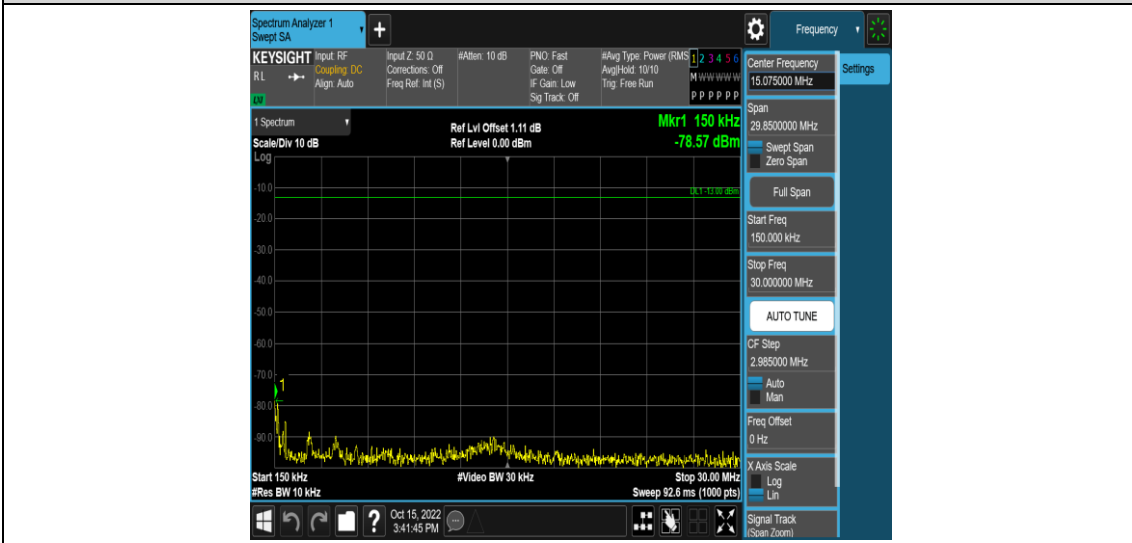 Spectrum Analyzer 1
Swept SA
+
Frequency
KEYSIGHT
RL
LXI
Input: RF
Coupling: DC
Align: Auto
Input Z: 50 Ω
Corrections: Off
Freq Ref: Int (S)
#Atten: 10 dB
PNO: Fast
Gate: Off
IF Gain: Low
Sig Track: Off
#Avg Type: Power (RMS
Avg|Hold: 10/10
Trig: Free Run
1 2 3 4 5 6
M W W W W W
P P P P P P
1 Spectrum
Scale/Div 10 dB
Log
Ref Lvl Offset 1.11 dB
Ref Level 0.00 dBm
Mkr1 150 kHz
-78.57 dBm
DL1 -13.00 dBm
-10.0
-20.0
-30.0
-40.0
-50.0
-60.0
-70.0
1
-80.0
-90.0
Start 150 kHz
#Res BW 10 kHz
#Video BW 30 kHz
Stop 30.00 MHz
Sweep 92.6 ms (1000 pts)
?
Oct 15, 2022
3:41:45 PM
Center Frequency
15.075000 MHz
Settings
Span
29.8500000 MHz
Swept Span
Zero Span
Full Span
Start Freq
150.000 kHz
Stop Freq
30.000000 MHz
AUTO TUNE
CF Step
2.985000 MHz
Auto
Man
Freq Offset
0 Hz
X Axis Scale
Log
Lin
Signal Track
(Span Zoom)